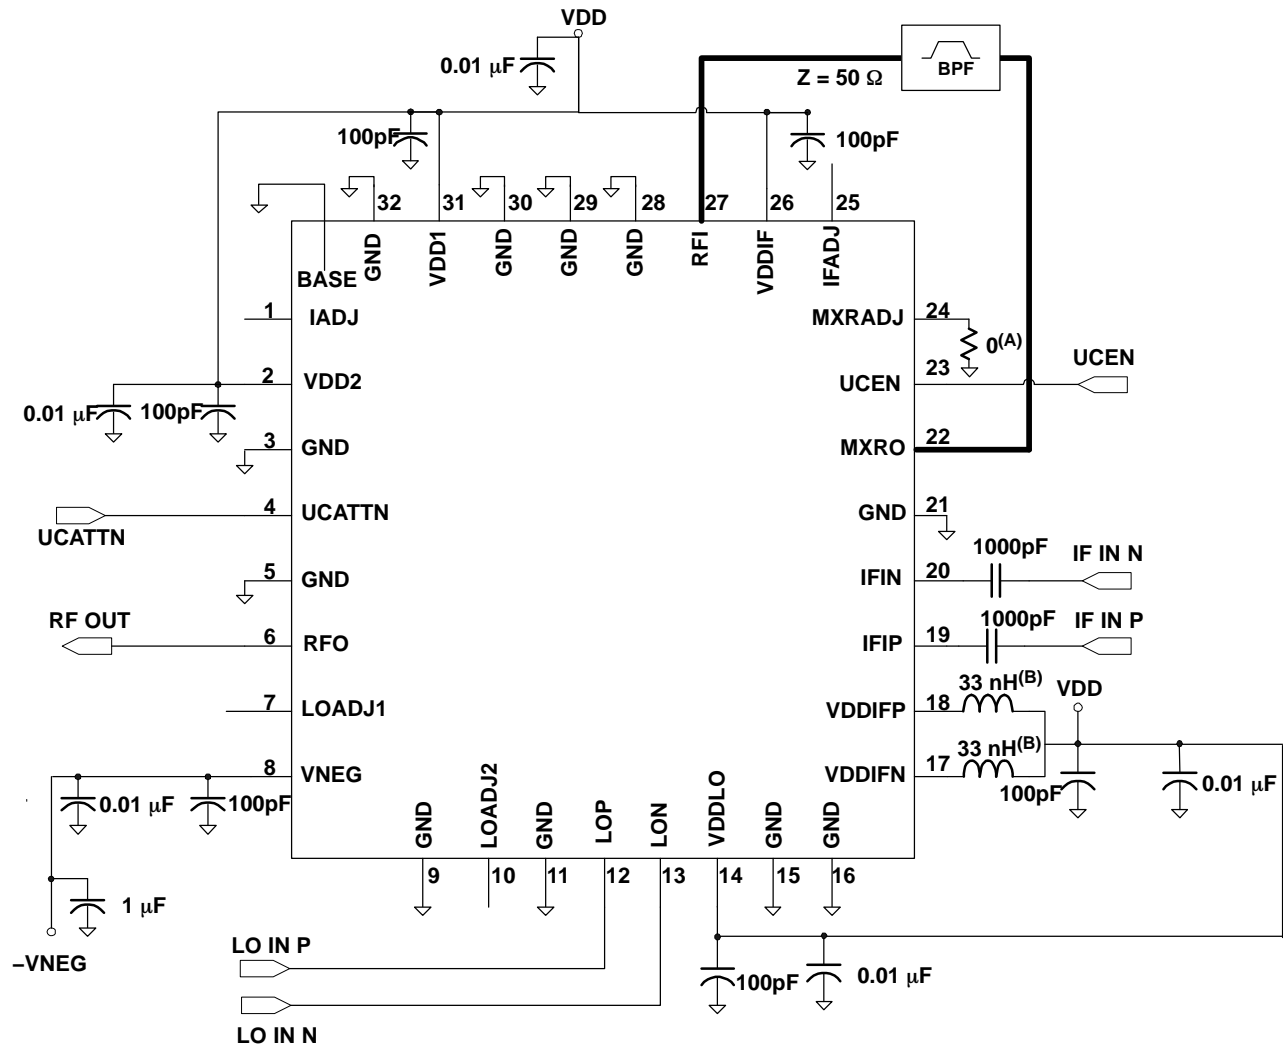 VDD
0.01 µF
Z = 50 Ω
BPF
100pF
100pF
32
31
30
29
28
27
26
25
GND
VDD1
GND
GND
GND
RFI
VDDIF
IFADJ
BASE
1
IADJ
MXRADJ
24
0(A)
UCEN
2
VDD2
UCEN
23
0.01 µF
100pF
3
GND
MXRO
22
4
UCATTN
GND
21
UCATTN
1000pF
IF IN N
5
GND
IFIN
20
RF OUT
1000pF
IF IN P
6
RFO
IFIP
19
33 nH(B)
VDD
7
LOADJ1
VDDIFP
18
33 nH(B)
8
VNEG
VDDIFN
17
0.01 µF
100pF
100pF
0.01 µF
GND
LOADJ2
GND
LOP
LON
VDDLO
GND
GND
9
10
11
12
13
14
15
16
1 µF
–VNEG
LO IN P
100pF
0.01 µF
LO IN N